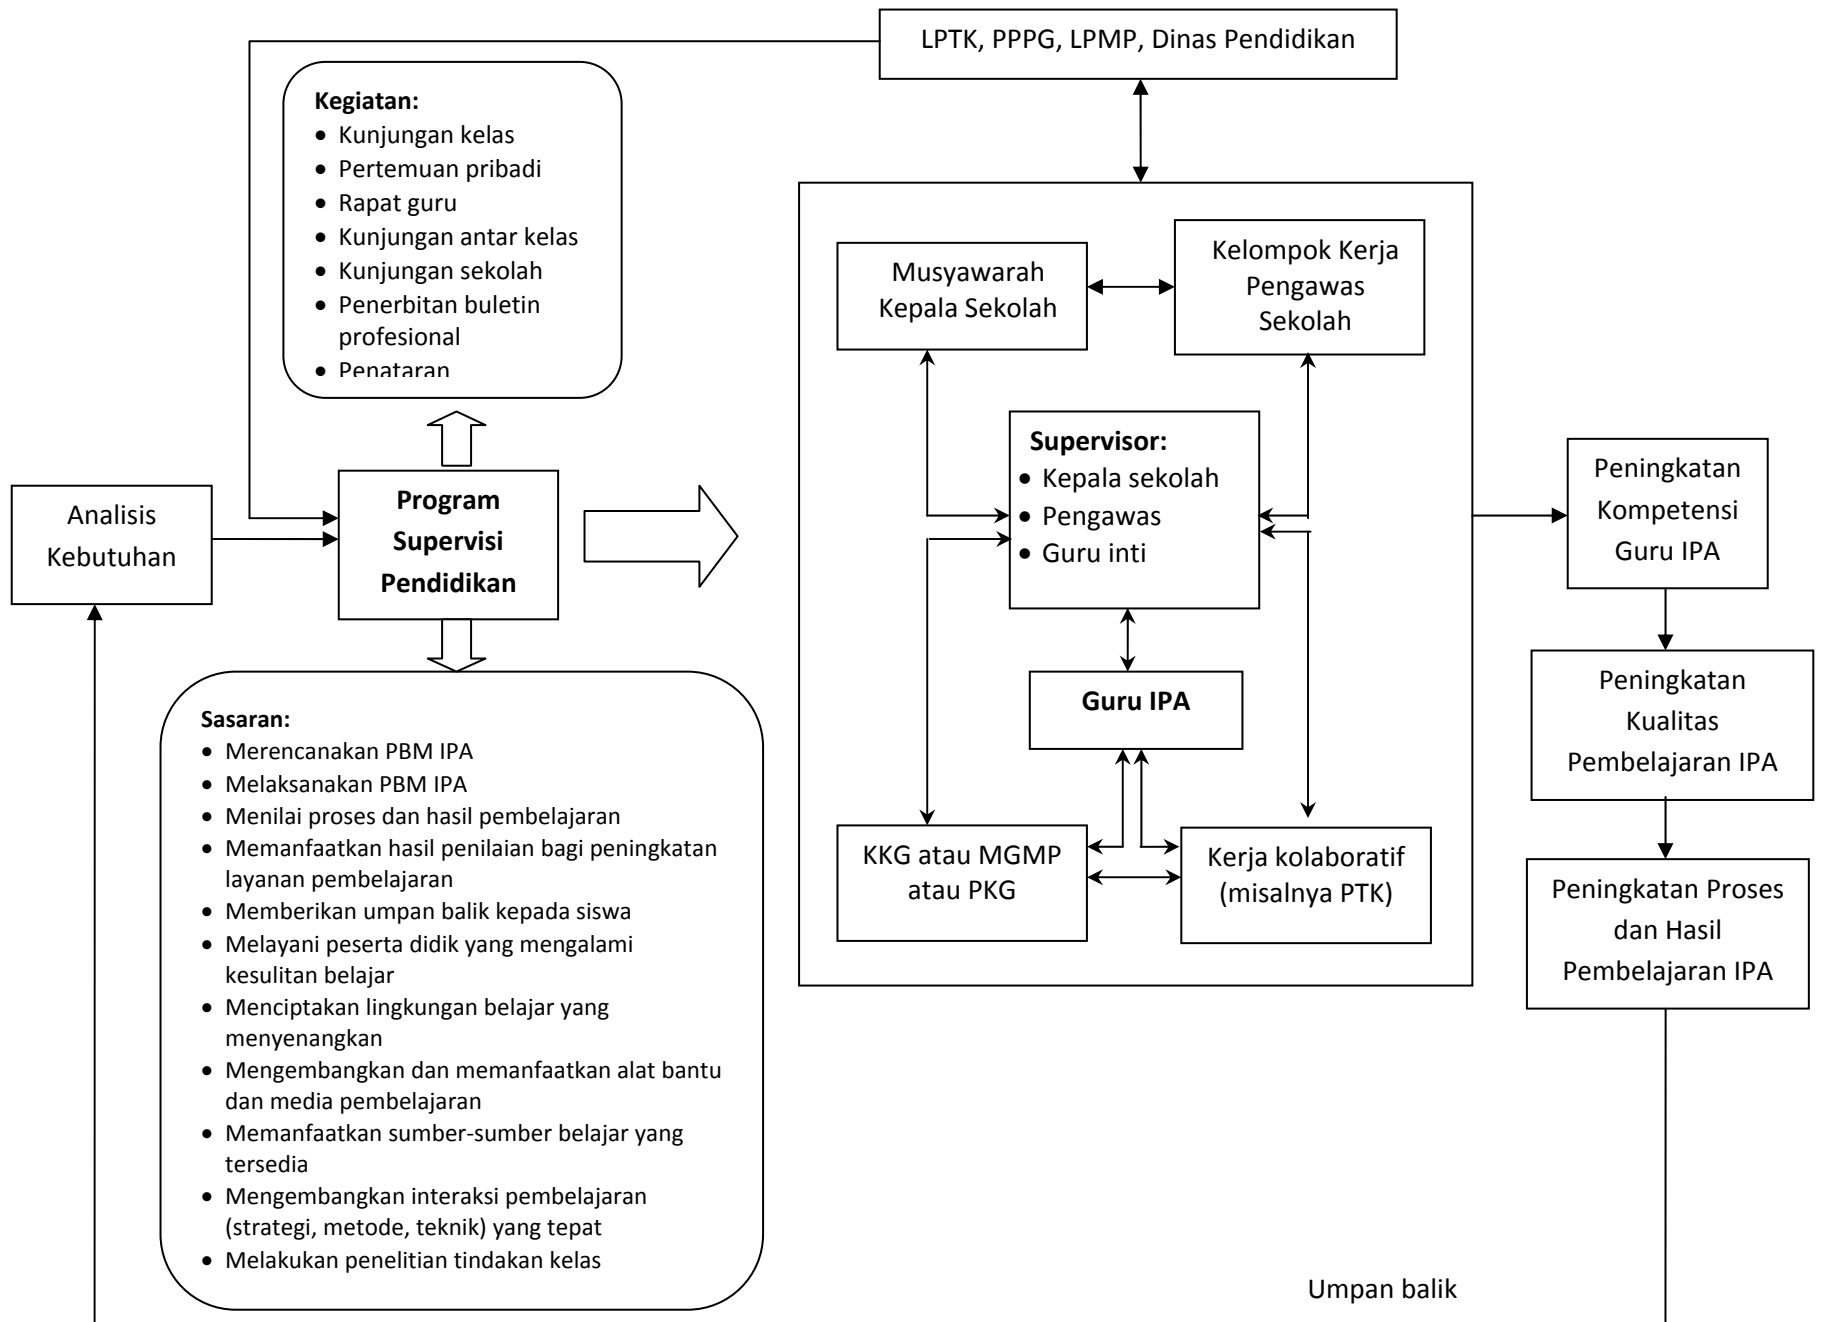 LPTK, PPPG, LPMP, Dinas Pendidikan
Kegiatan:
• Kunjungan kelas
• Pertemuan pribadi
• Rapat guru
• Kunjungan antar kelas
• Kunjungan sekolah
• Penerbitan buletin
profesional
• Penataran
Musyawarah
Kepala Sekolah
Kelompok Kerja
Pengawas
Sekolah
Supervisor:
• Kepala sekolah
• Pengawas
• Guru inti
Analisis
Kebutuhan
Program
Supervisi
Pendidikan
Peningkatan
Kompetensi
Guru IPA
Guru IPA
Peningkatan
Kualitas
Pembelajaran IPA
Sasaran:
• Merencanakan PBM IPA
• Melaksanakan PBM IPA
• Menilai proses dan hasil pembelajaran
• Memanfaatkan hasil penilaian bagi peningkatan
layanan pembelajaran
• Memberikan umpan balik kepada siswa
• Melayani peserta didik yang mengalami
kesulitan belajar
• Menciptakan lingkungan belajar yang
menyenangkan
• Mengembangkan dan memanfaatkan alat bantu
dan media pembelajaran
• Memanfaatkan sumber-sumber belajar yang
tersedia
• Mengembangkan interaksi pembelajaran
(strategi, metode, teknik) yang tepat
• Melakukan penelitian tindakan kelas
KKG atau MGMP
atau PKG
Kerja kolaboratif
(misalnya PTK)
Peningkatan Proses
dan Hasil
Pembelajaran IPA
Umpan balik